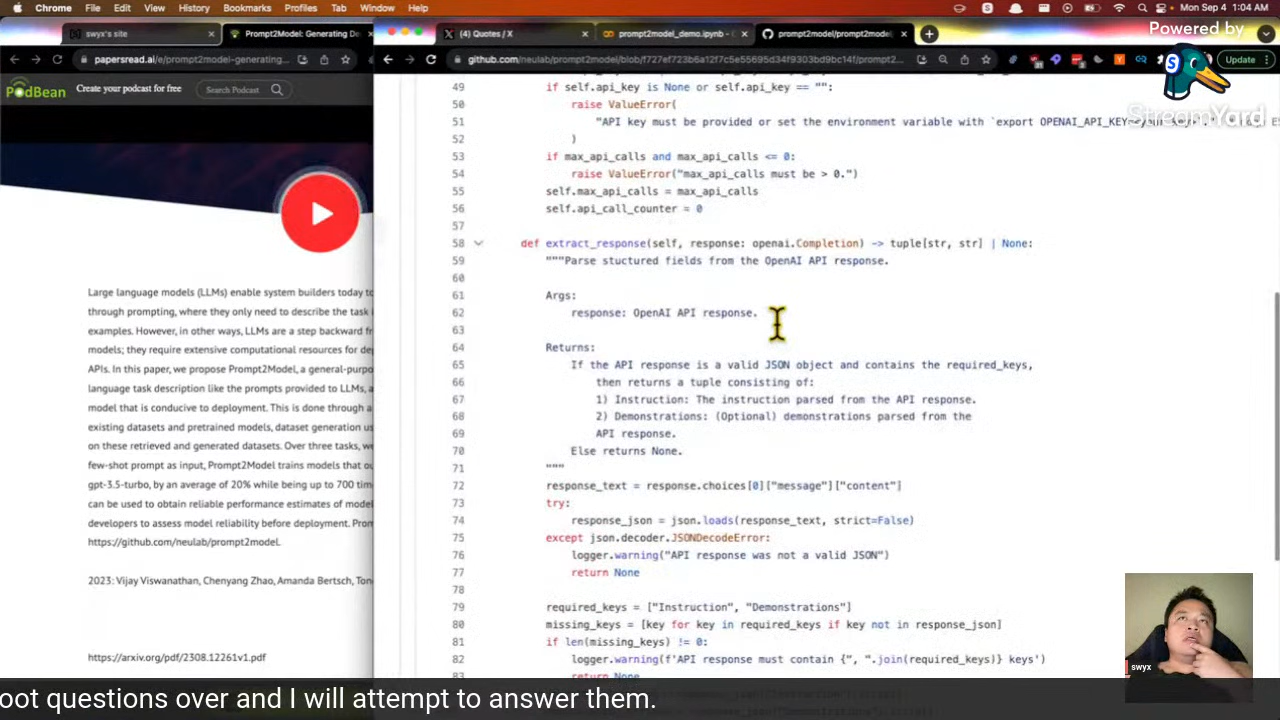 Chrome File Edit View History Bookmarks Profiles Tab Window Help
Mon Sep 4 1:04 AM
swyx's site
Prompt2Model: Generating De
(4) Quotes / X
prompt2model_demo.ipynb -
prompt2model/prompt2model
papersread.ai/e/prompt2model-generating...
github.com/neulab/prompt2model/blob/f727ef723b6a12f7c5e55695d34f9303bd9bc14f/prompt2...
Update
Powered by
StreamYard
PodBean
Create your podcast for free
Search Podcast
Large language models (LLMs) enable system builders today to
through prompting, where they only need to describe the task i
examples. However, in other ways, LLMs are a step backward fr
models; they require extensive computational resources for de
APIs. In this paper, we propose Prompt2Model, a general-purpo
language task description like the prompts provided to LLMs, a
model that is conducive to deployment. This is done through a
existing datasets and pretrained models, dataset generation us
on these retrieved and generated datasets. Over three tasks, we
few-shot prompt as input, Prompt2Model trains models that ou
gpt-3.5-turbo, by an average of 20% while being up to 700 tim
can be used to obtain reliable performance estimates of model
developers to assess model reliability before deployment. Prom
https://github.com/neulab/prompt2model.
2023: Vijay Viswanathan, Chenyang Zhao, Amanda Bertsch, Ton
https://arxiv.org/pdf/2308.12261v1.pdf
49 if self.api_key is None or self.api_key == "":
50 raise ValueError(
51 "API key must be provided or set the environment variable with `export OPENAI_API_KEY=
52 )
53 if max_api_calls and max_api_calls <= 0:
54 raise ValueError("max_api_calls must be > 0.")
55 self.max_api_calls = max_api_calls
56 self.api_call_counter = 0
57
58 def extract_response(self, response: openai.Completion) -> tuple[str, str] | None:
59 """Parse stuctured fields from the OpenAI API response.
60
61 Args:
62 response: OpenAI API response.
63
64 Returns:
65 If the API response is a valid JSON object and contains the required_keys,
66 then returns a tuple consisting of:
67 1) Instruction: The instruction parsed from the API response.
68 2) Demonstrations: (Optional) demonstrations parsed from the
69 API response.
70 Else returns None.
71 """
72 response_text = response.choices[0]["message"]["content"]
73 try:
74 response_json = json.loads(response_text, strict=False)
75 except json.decoder.JSONDecodeError:
76 logger.warning("API response was not a valid JSON")
77 return None
78
79 required_keys = ["Instruction", "Demonstrations"]
80 missing_keys = [key for key in required_keys if key not in response_json]
81 if len(missing_keys) != 0:
82 logger.warning(f'API response must contain {", ".join(required_keys)} keys')
83 return None
swyx
oot questions over and I will attempt to answer them.